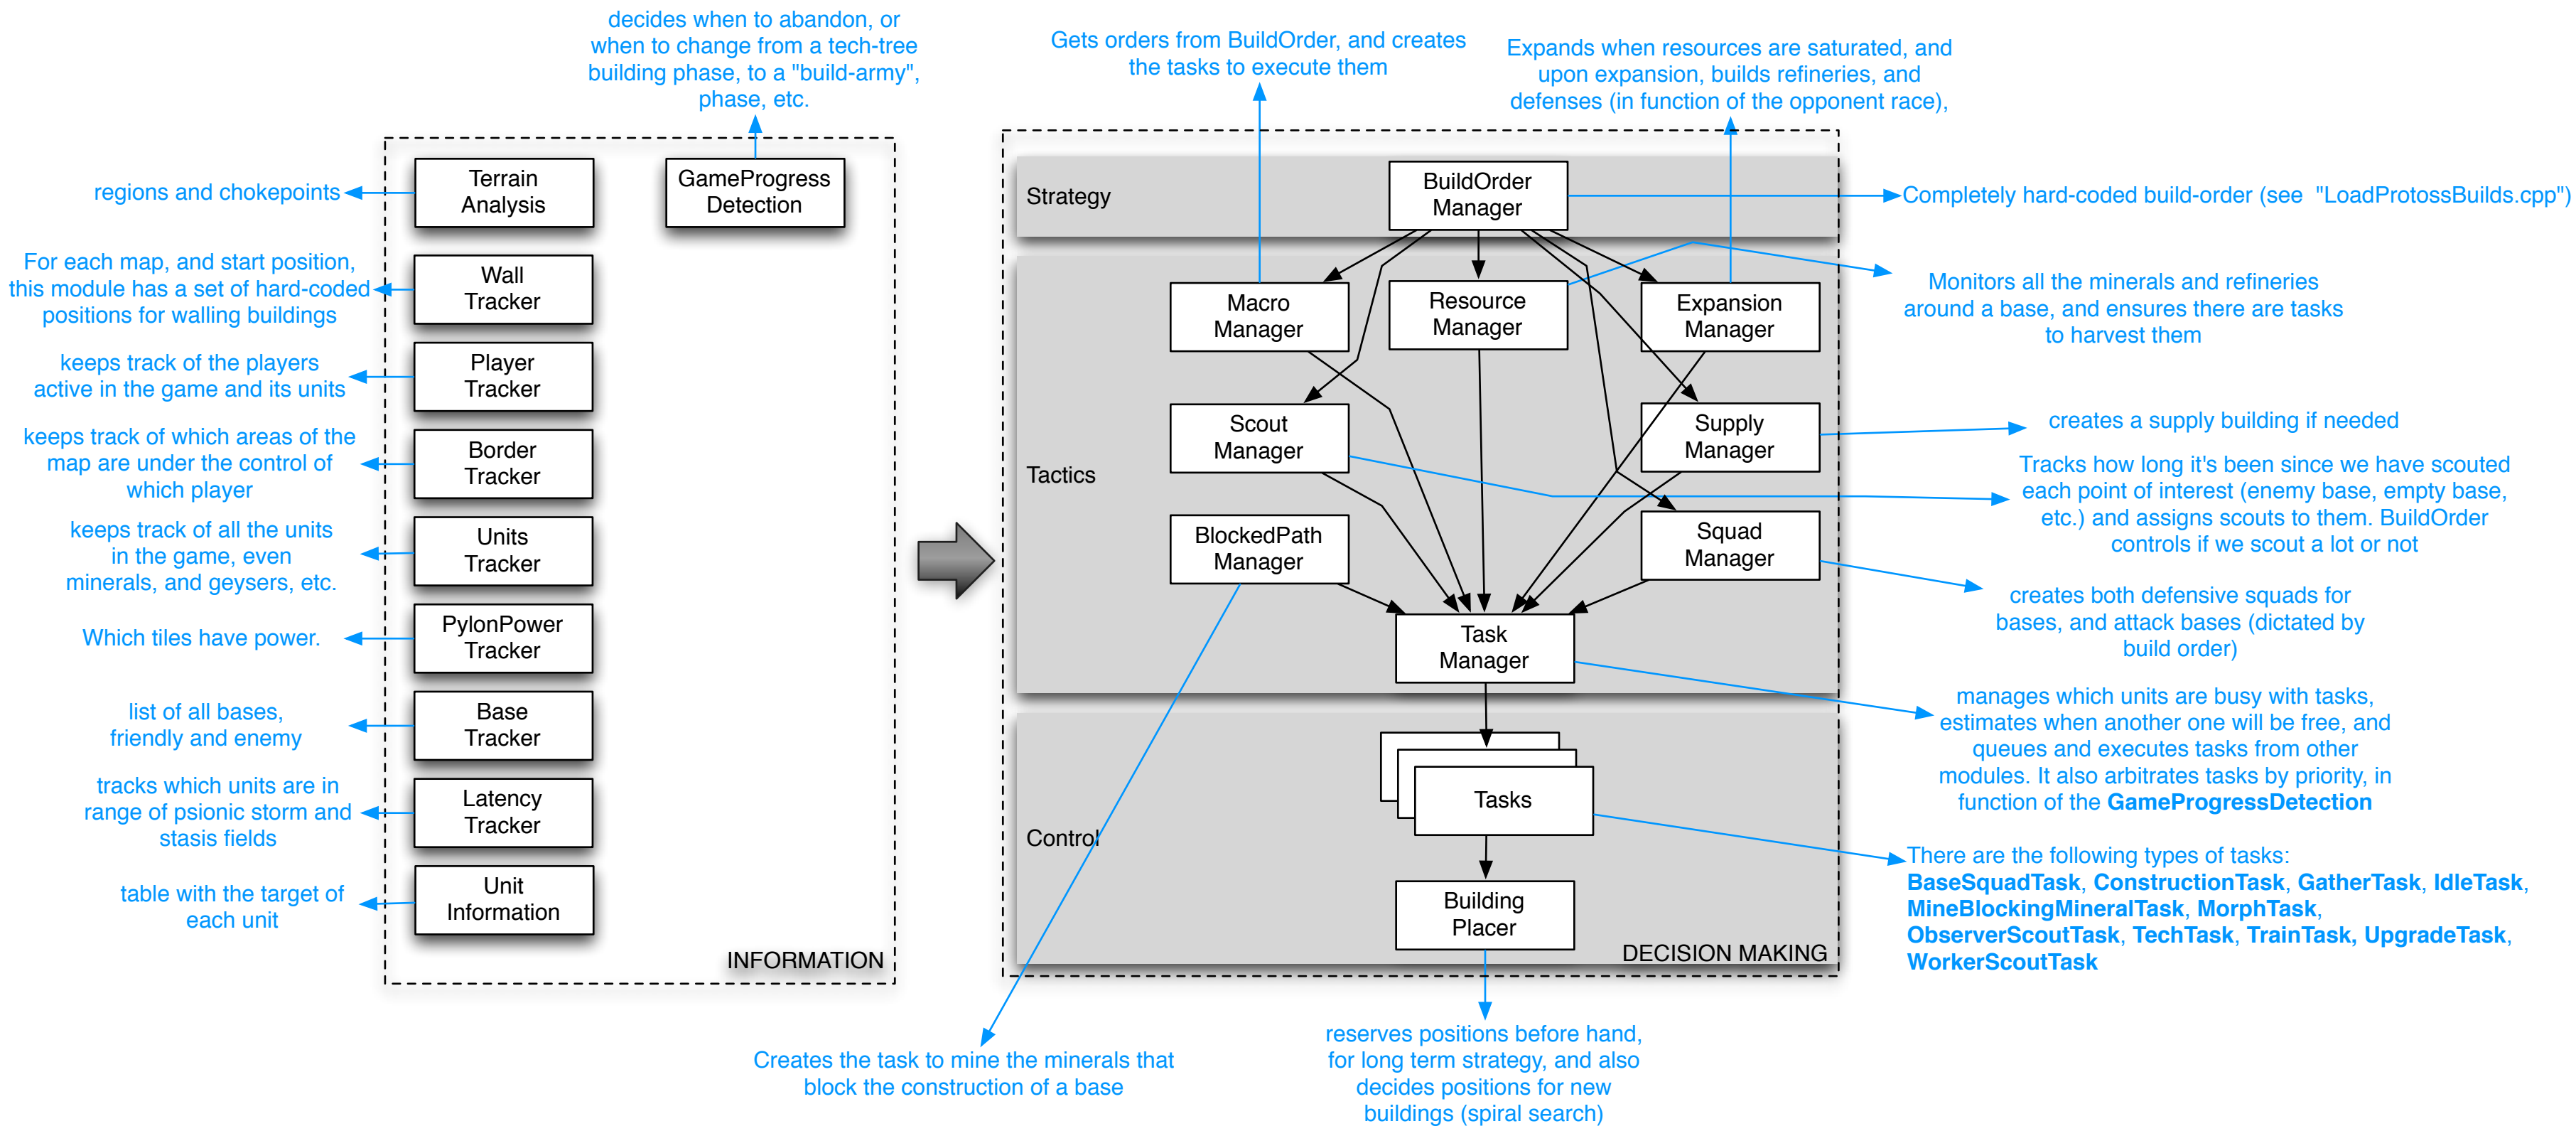 decides when to abandon, or
when to change from a tech-tree
building phase, to a "build-army",
phase, etc.
Terrain
Analysis
GameProgress
Detection
regions and chokepoints
Wall
Tracker
For each map, and start position,
this module has a set of hard-coded
positions for walling buildings
Player
Tracker
keeps track of the players
active in the game and its units
Border
Tracker
keeps track of which areas of the
map are under the control of
which player
Units
Tracker
keeps track of all the units
in the game, even
minerals, and geysers, etc.
PylonPower
Tracker
Which tiles have power.
Base
Tracker
list of all bases,
friendly and enemy
Latency
Tracker
tracks which units are in
range of psionic storm and
stasis fields
Unit
Information
table with the target of
each unit
INFORMATION
Gets orders from BuildOrder, and creates
the tasks to execute them
Expands when resources are saturated, and
upon expansion, builds refineries, and
defenses (in function of the opponent race),
Strategy
BuildOrder
Manager
Completely hard-coded build-order (see "LoadProtossBuilds.cpp")
Tactics
Macro
Manager
Resource
Manager
Expansion
Manager
Monitors all the minerals and refineries
around a base, and ensures there are tasks
to harvest them
Scout
Manager
Supply
Manager
creates a supply building if needed
Tracks how long it's been since we have scouted
each point of interest (enemy base, empty base,
etc.) and assigns scouts to them. BuildOrder
controls if we scout a lot or not
BlockedPath
Manager
Squad
Manager
creates both defensive squads for
bases, and attack bases (dictated by
build order)
Task
Manager
manages which units are busy with tasks,
estimates when another one will be free, and
queues and executes tasks from other
modules. It also arbitrates tasks by priority, in
function of the GameProgressDetection
Control
Tasks
There are the following types of tasks:
BaseSquadTask, ConstructionTask, GatherTask, IdleTask,
MineBlockingMineralTask, MorphTask,
ObserverScoutTask, TechTask, TrainTask, UpgradeTask,
WorkerScoutTask
Building
Placer
DECISION MAKING
Creates the task to mine the minerals that
block the construction of a base
reserves positions before hand,
for long term strategy, and also
decides positions for new
buildings (spiral search)